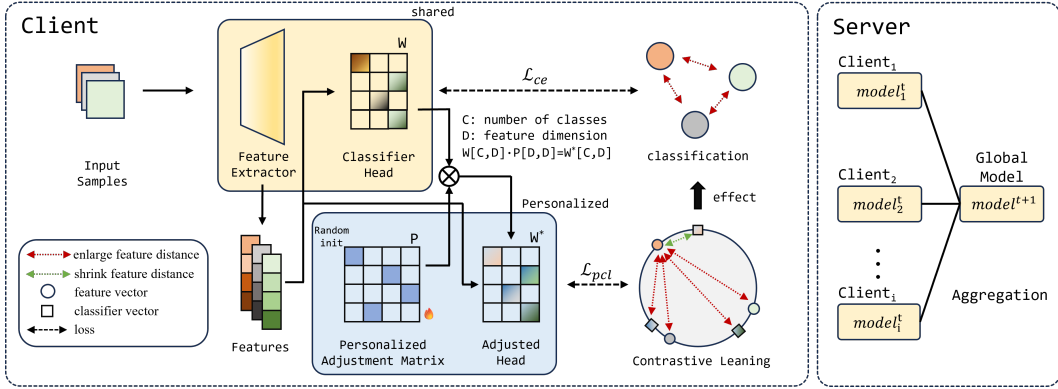 Client
shared
Input
Samples
Feature
Extractor
W
Classifier
Head
ℒce
C: number of classes
D: feature dimension
W[C,D]·P[D,D]=W*[C,D]
classification
effect
enlarge feature distance
shrink feature distance
feature vector
classifier vector
loss
Features
Personalized
Random
init
P
Personalized
Adjustment Matrix
W*
Adjusted
Head
ℒpcl
Contrastive Leaning
Server
Client₁
model₁ᵗ
Client₂
model₂ᵗ
Clientᵢ
modelᵢᵗ
Global
Model
modelᵗ⁺¹
Aggregation